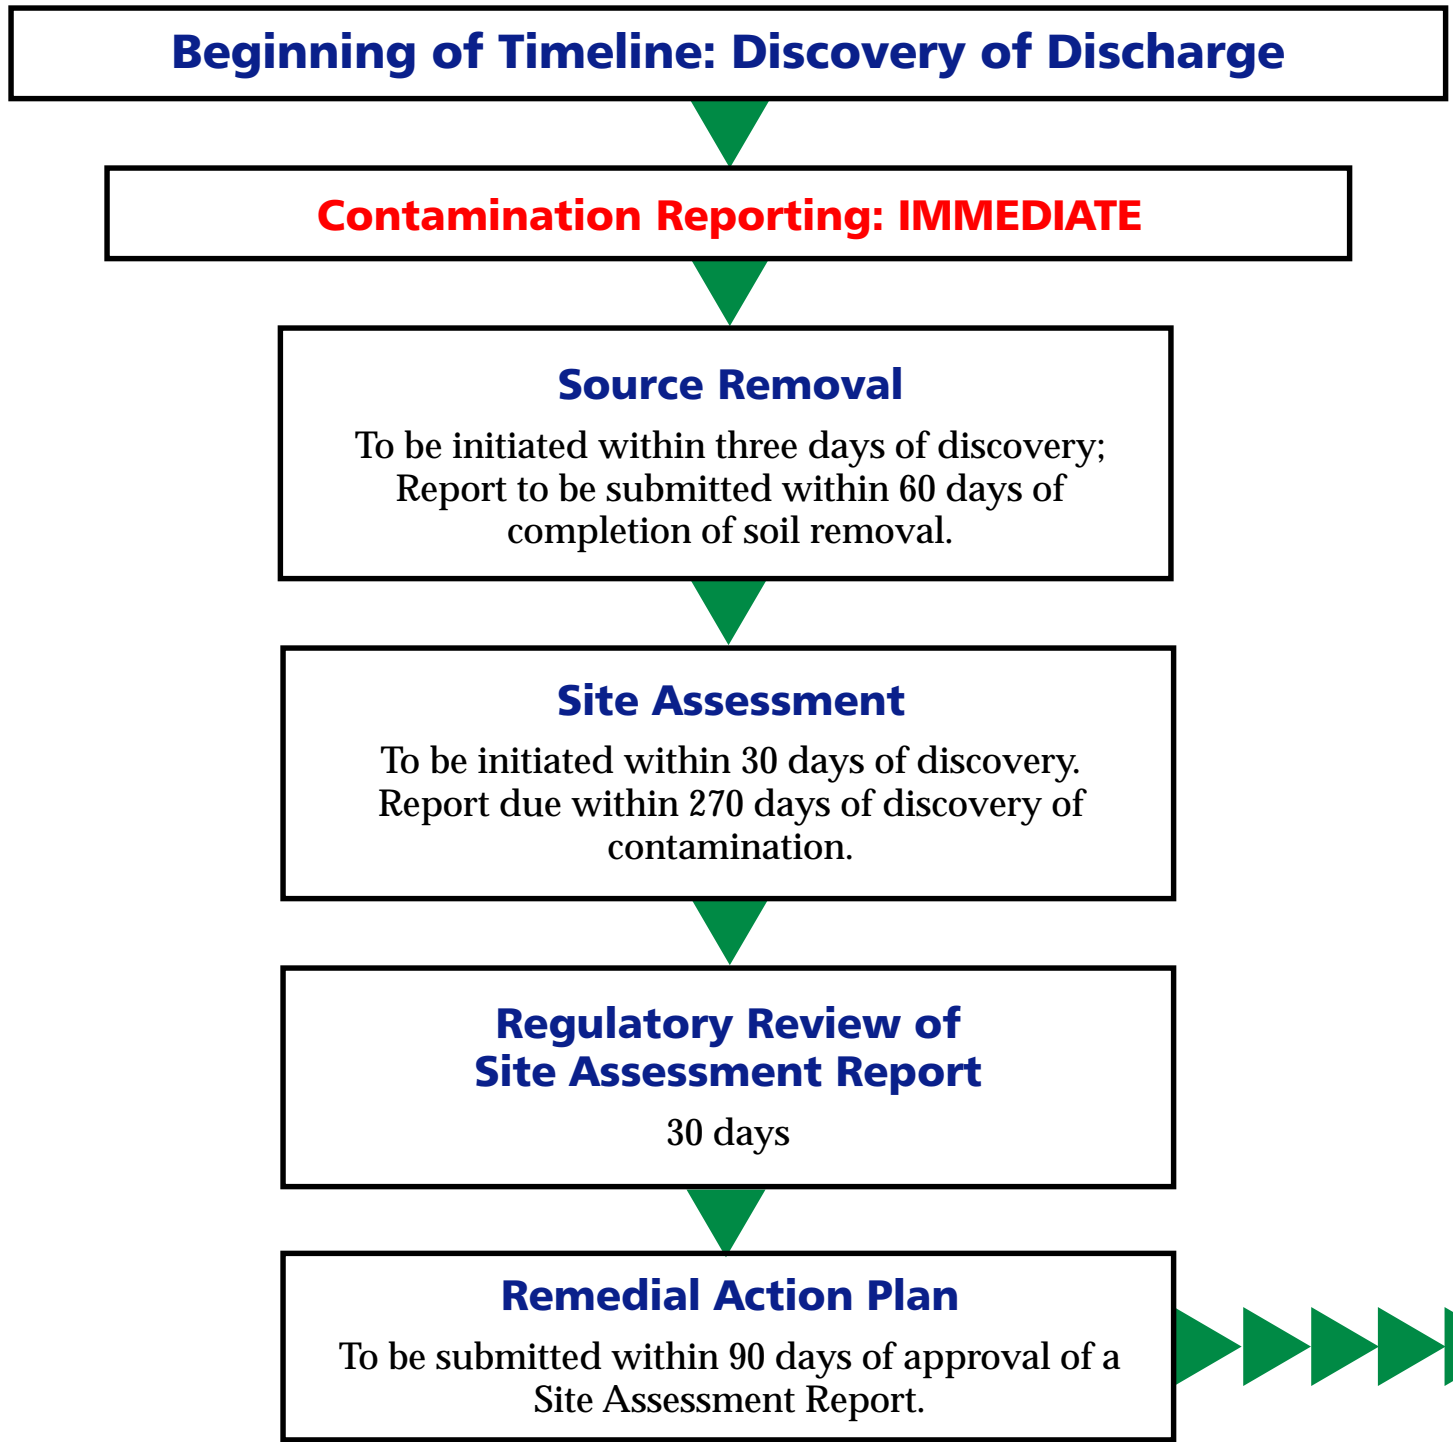 Beginning of Timeline: Discovery of Discharge
Contamination Reporting: IMMEDIATE
Source Removal
To be initiated within three days of discovery;
Report to be submitted within 60 days of
completion of soil removal.
Site Assessment
To be initiated within 30 days of discovery.
Report due within 270 days of discovery of
contamination.
Regulatory Review of
Site Assessment Report
30 days
Remedial Action Plan
To be submitted within 90 days of approval of a
Site Assessment Report.